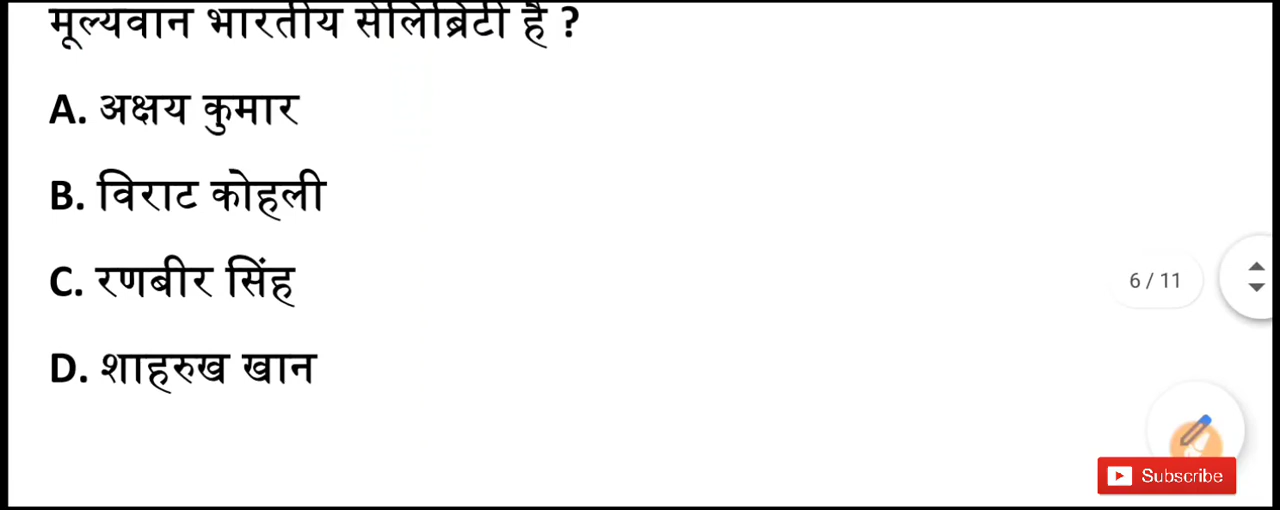 मूल्यवान भारतीय सेलिब्रिटी है ?
A. अक्षय कुमार
B. विराट कोहली
C. रणबीर सिंह
6 / 11
D. शाहरुख खान
Subscribe